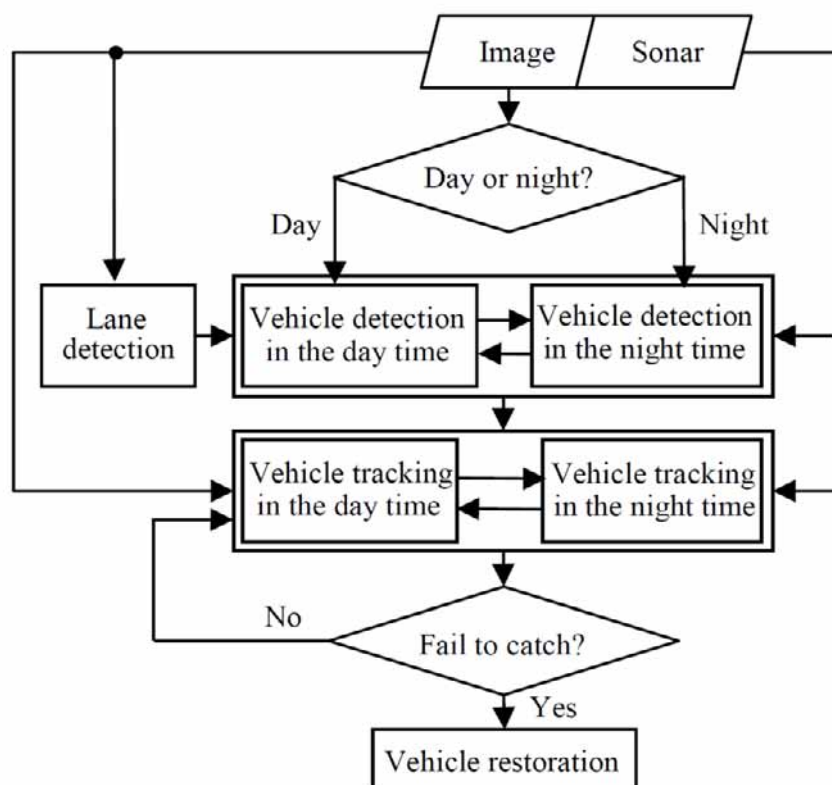 Image Sonar
Day or night?
Day
Night
Lane
detection
Vehicle detection
in the day time
Vehicle detection
in the night time
Vehicle tracking
in the day time
Vehicle tracking
in the night time
No
Fail to catch?
Yes
Vehicle restoration